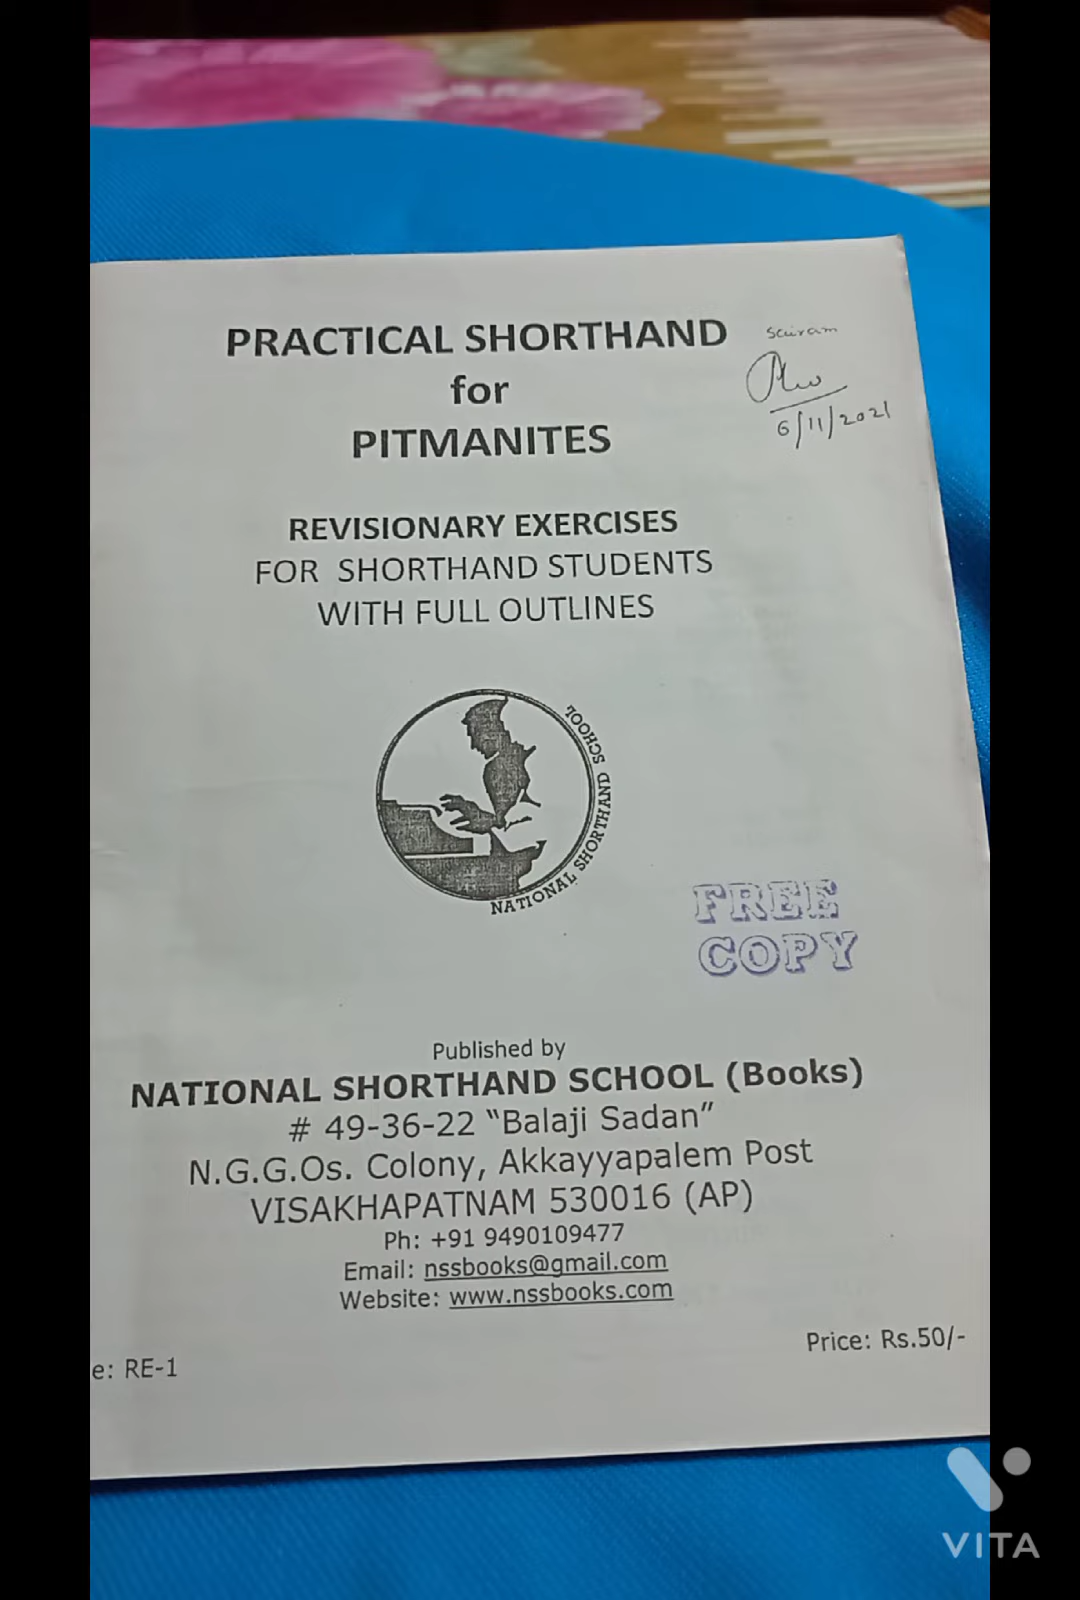 PRACTICAL SHORTHAND
for
PITMANITES
sairam
6/11/2021
REVISIONARY EXERCISES
FOR SHORTHAND STUDENTS
WITH FULL OUTLINES
NATIONAL SHORTHAND SCHOOL
FREE
COPY
Published by
NATIONAL SHORTHAND SCHOOL (Books)
# 49-36-22 “Balaji Sadan”
N.G.G.Os. Colony, Akkayyapalem Post
VISAKHAPATNAM 530016 (AP)
Ph: +91 9490109477
Email: nssbooks@gmail.com
Website: www.nssbooks.com
Price: Rs.50/-
e: RE-1
VITA